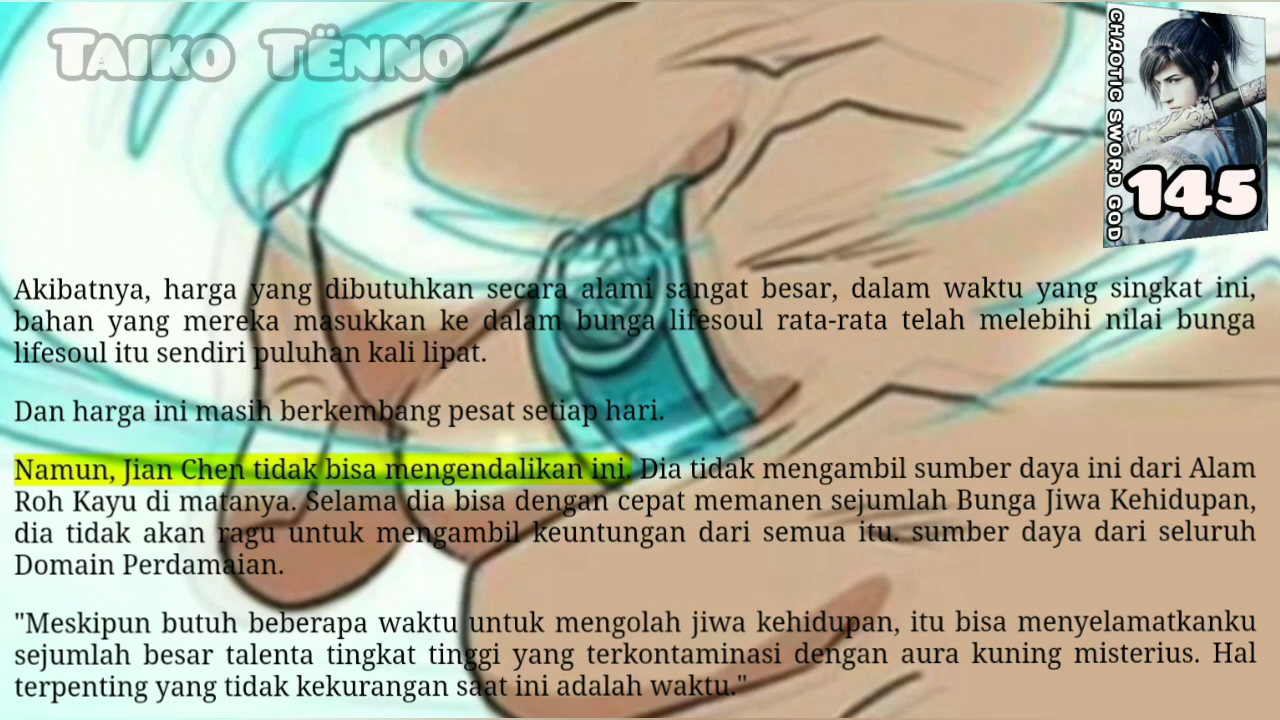 Taiko Tënno
CHAOTIC SWORD GOD
145
Akibatnya, harga yang dibutuhkan secara alami sangat besar, dalam waktu yang singkat ini,
bahan yang mereka masukkan ke dalam bunga lifesoul rata-rata telah melebihi nilai bunga
lifesoul itu sendiri puluhan kali lipat.
Dan harga ini masih berkembang pesat setiap hari.
Namun, Jian Chen tidak bisa mengendalikan ini. Dia tidak mengambil sumber daya ini dari Alam
Roh Kayu di matanya. Selama dia bisa dengan cepat memanen sejumlah Bunga Jiwa Kehidupan,
dia tidak akan ragu untuk mengambil keuntungan dari semua itu. sumber daya dari seluruh
Domain Perdamaian.
"Meskipun butuh beberapa waktu untuk mengolah jiwa kehidupan, itu bisa menyelamatkanku
sejumlah besar talenta tingkat tinggi yang terkontaminasi dengan aura kuning misterius. Hal
terpenting yang tidak kekurangan saat ini adalah waktu."